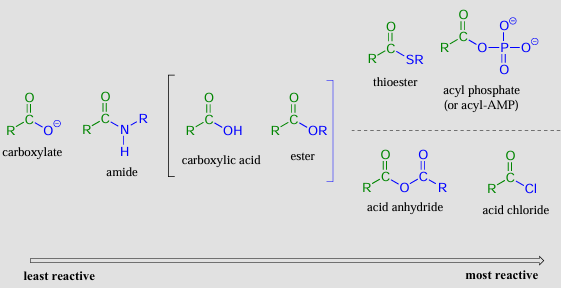 O
R C O⊖
carboxylate
O
R C N R
H
amide
O
R C OH
carboxylic acid
O
R C OR
ester
O
R C SR
thioester
O
R C O P O⊖
O⊖
O
acyl phosphate
(or acyl-AMP)
O O
R C O C R
acid anhydride
O
R C Cl
acid chloride
least reactive
most reactive